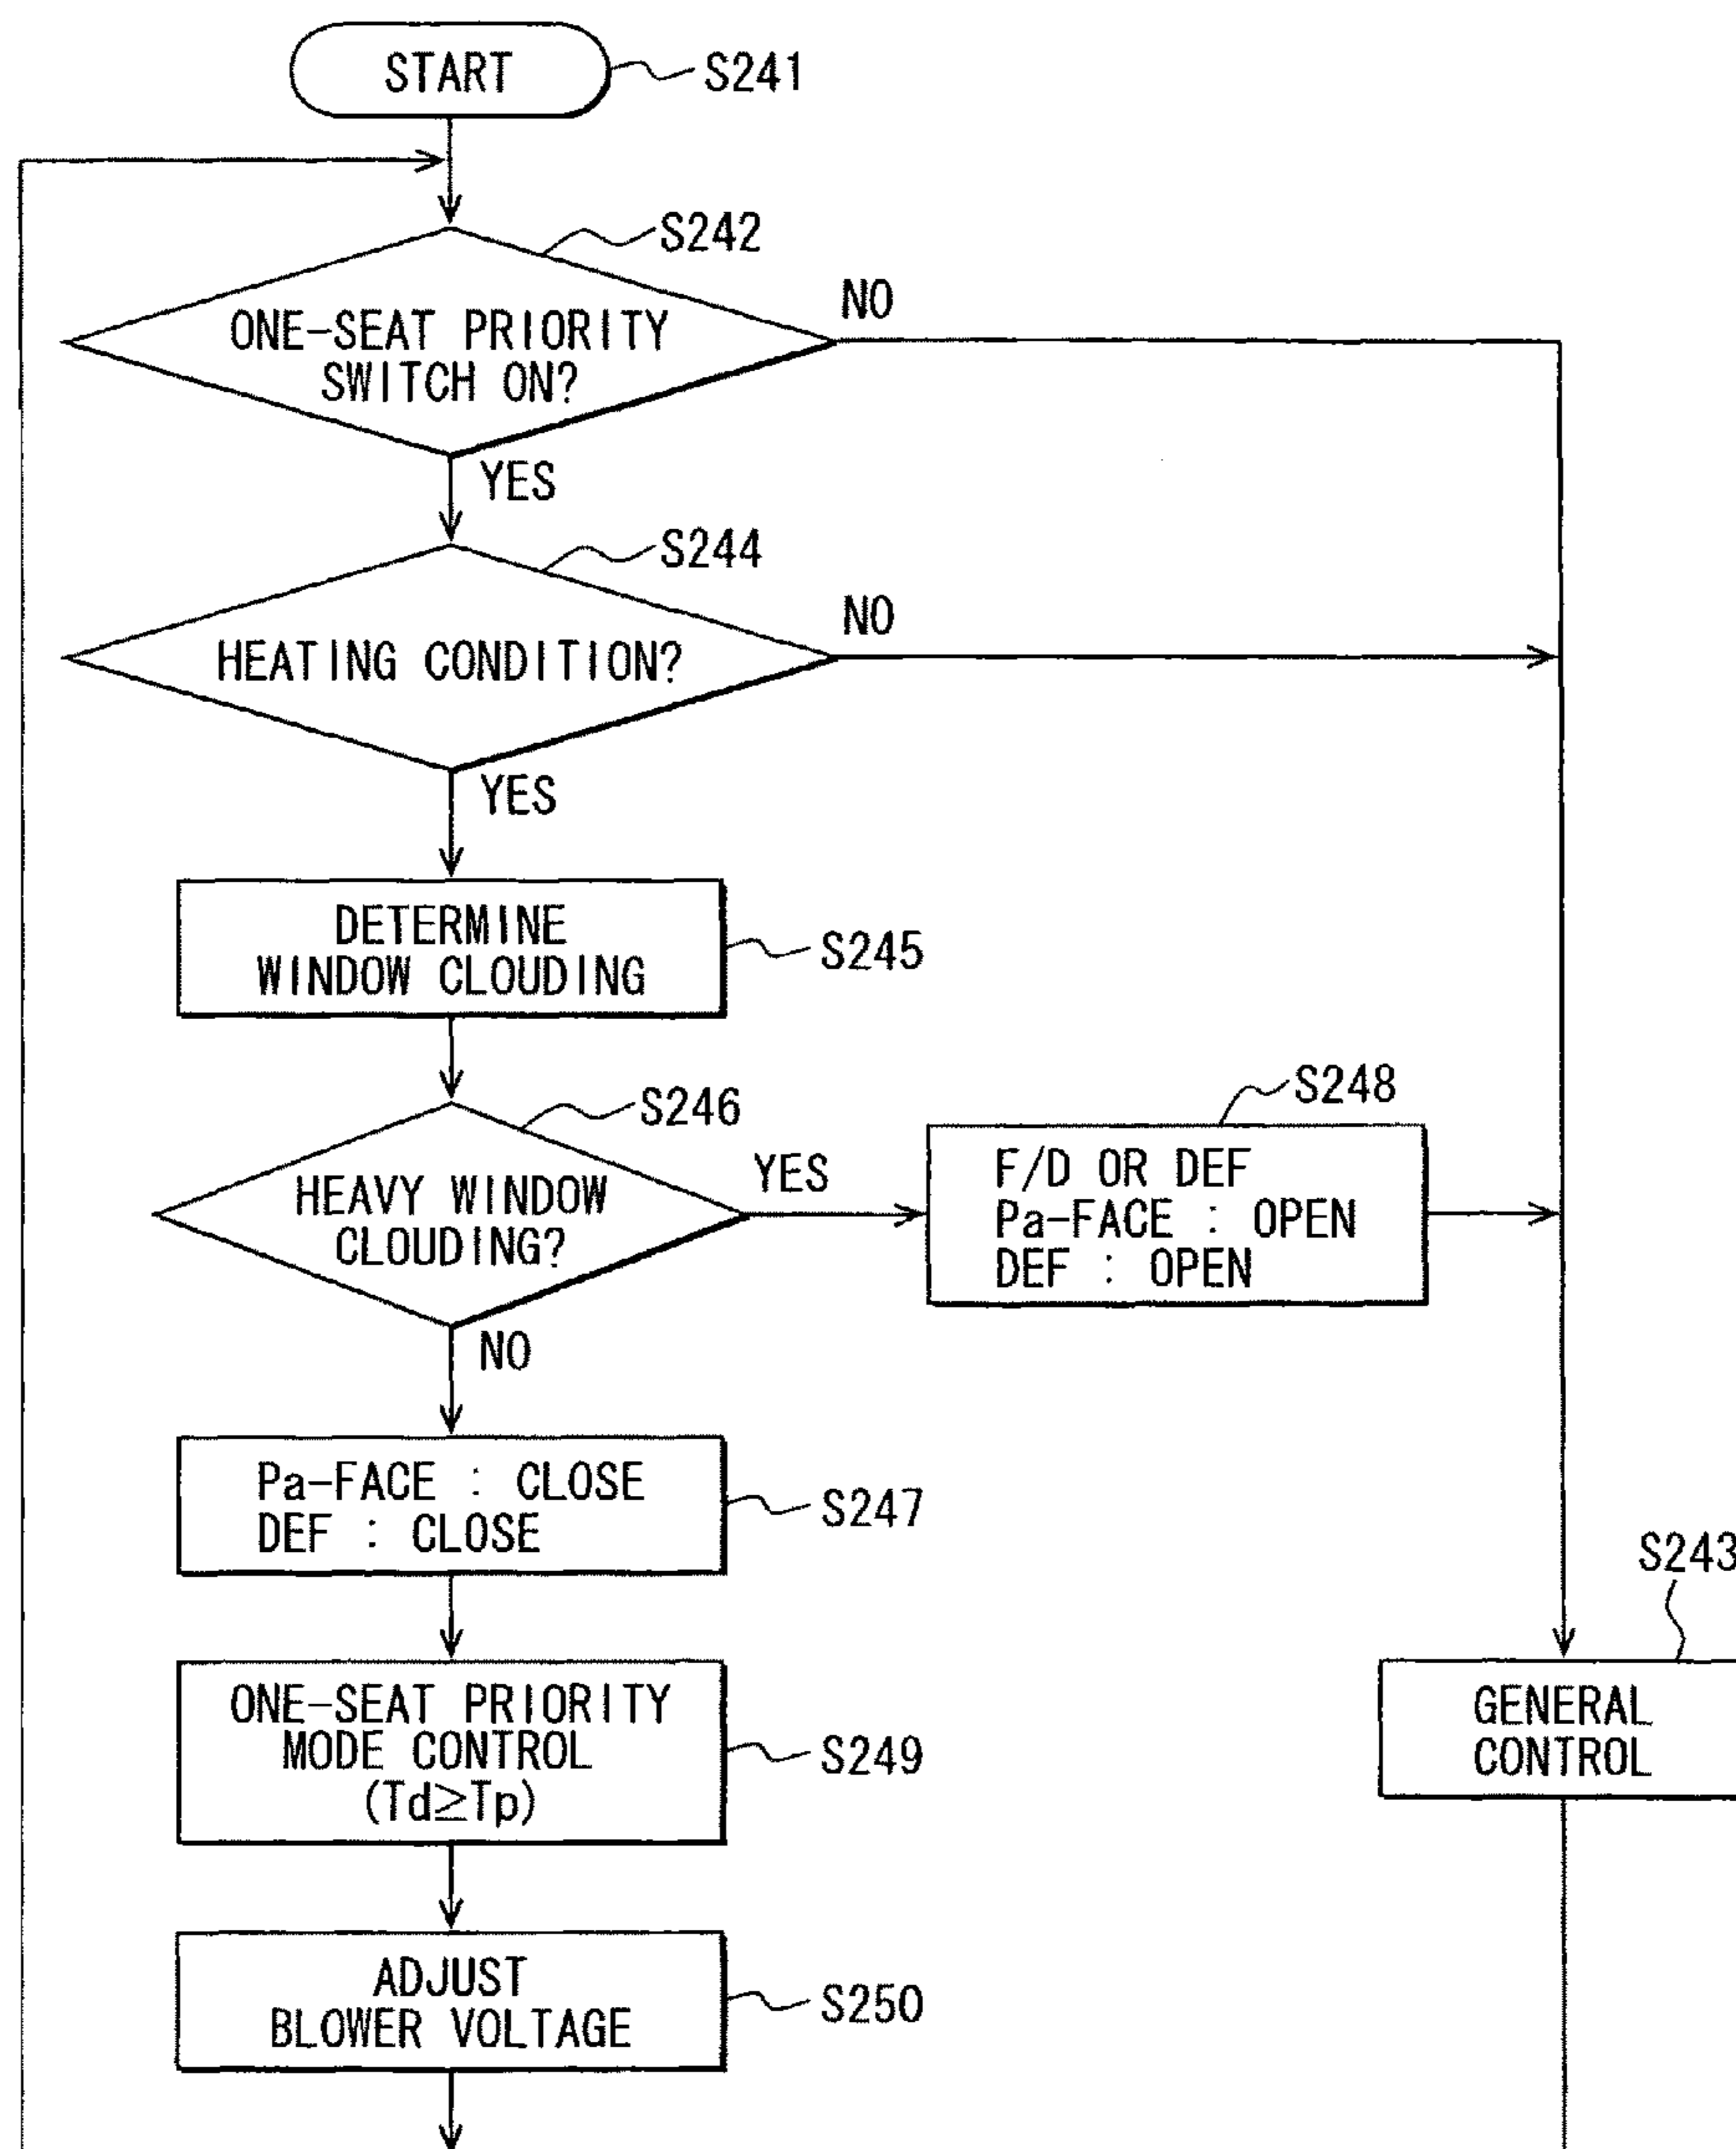 START
S241
S242
ONE-SEAT PRIORITY
SWITCH ON?
NO
YES
S244
HEATING CONDITION?
NO
YES
DETERMINE
WINDOW CLOUDING
S245
S246
HEAVY WINDOW
CLOUDING?
YES
NO
S248
F/D OR DEF
Pa-FACE : OPEN
DEF : OPEN
Pa-FACE : CLOSE
DEF : CLOSE
S247
S243
ONE-SEAT PRIORITY
MODE CONTROL
(Td≥Tp)
S249
GENERAL
CONTROL
ADJUST
BLOWER VOLTAGE
S250